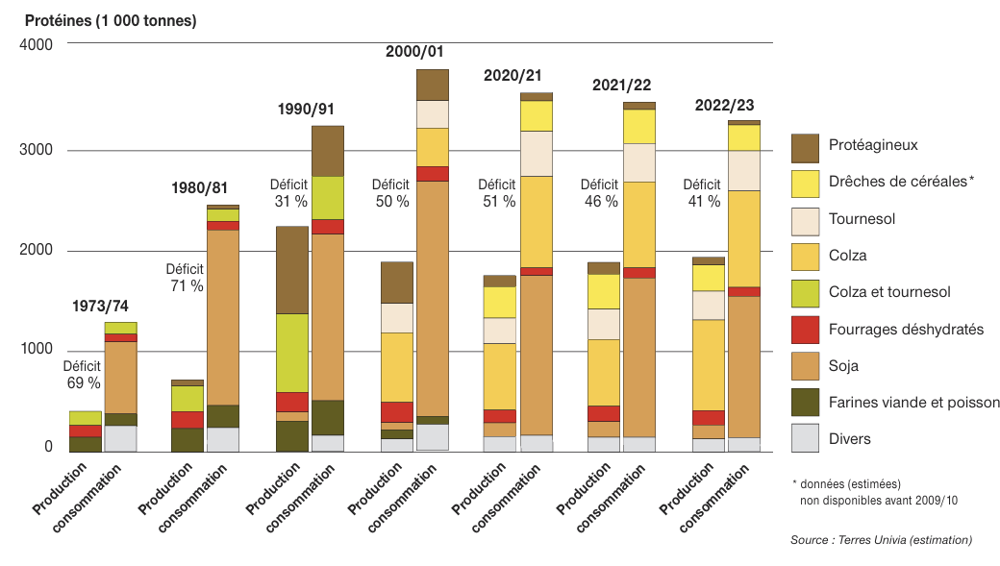 Protéines (1 000 tonnes)
4000
3000
2000
1000
0
1973/74
Déficit
69 %
1980/81
Déficit
71 %
1990/91
Déficit
31 %
2000/01
Déficit
50 %
2020/21
Déficit
51 %
2021/22
Déficit
46 %
2022/23
Déficit
41 %
Production
consommation
Production
consommation
Production
consommation
Production
consommation
Production
consommation
Production
consommation
Production
consommation
Protéagineux
Drêches de céréales*
Tournesol
Colza
Colza et tournesol
Fourrages déshydratés
Soja
Farines viande et poisson
Divers
* données (estimées)
non disponibles avant 2009/10
Source : Terres Univia (estimation)